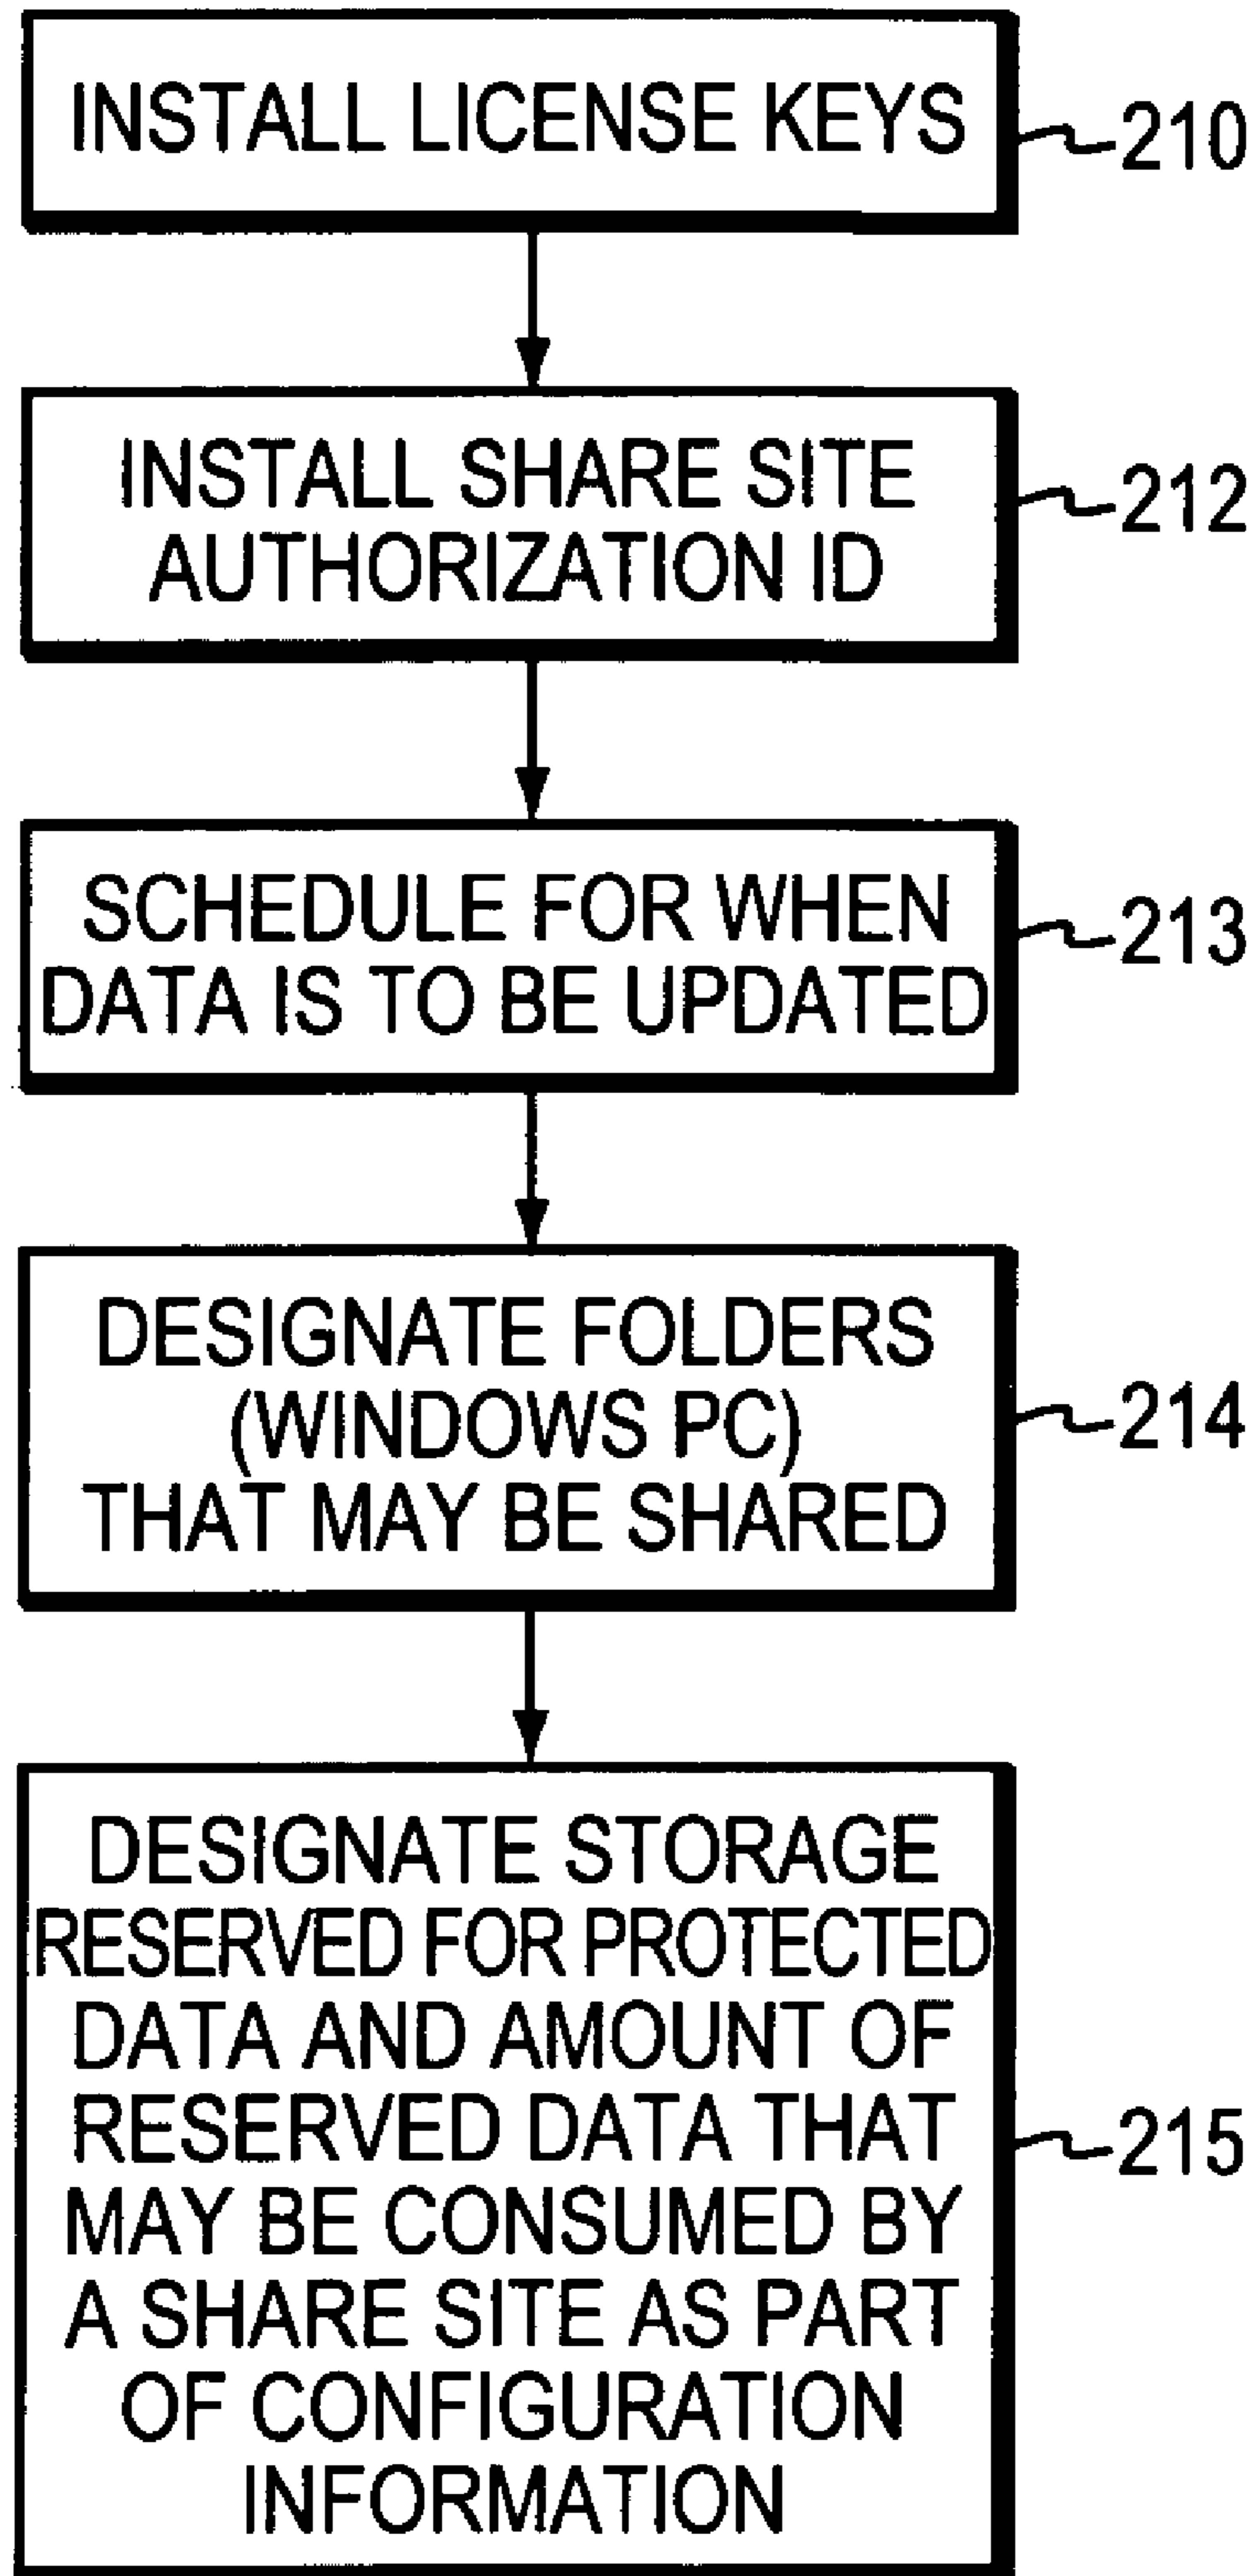 INSTALL LICENSE KEYS
210
INSTALL SHARE SITE
AUTHORIZATION ID
212
SCHEDULE FOR WHEN
DATA IS TO BE UPDATED
213
DESIGNATE FOLDERS
(WINDOWS PC)
THAT MAY BE SHARED
214
DESIGNATE STORAGE
RESERVED FOR PROTECTED
DATA AND AMOUNT OF
RESERVED DATA THAT
MAY BE CONSUMED BY
A SHARE SITE AS PART
OF CONFIGURATION
INFORMATION
215